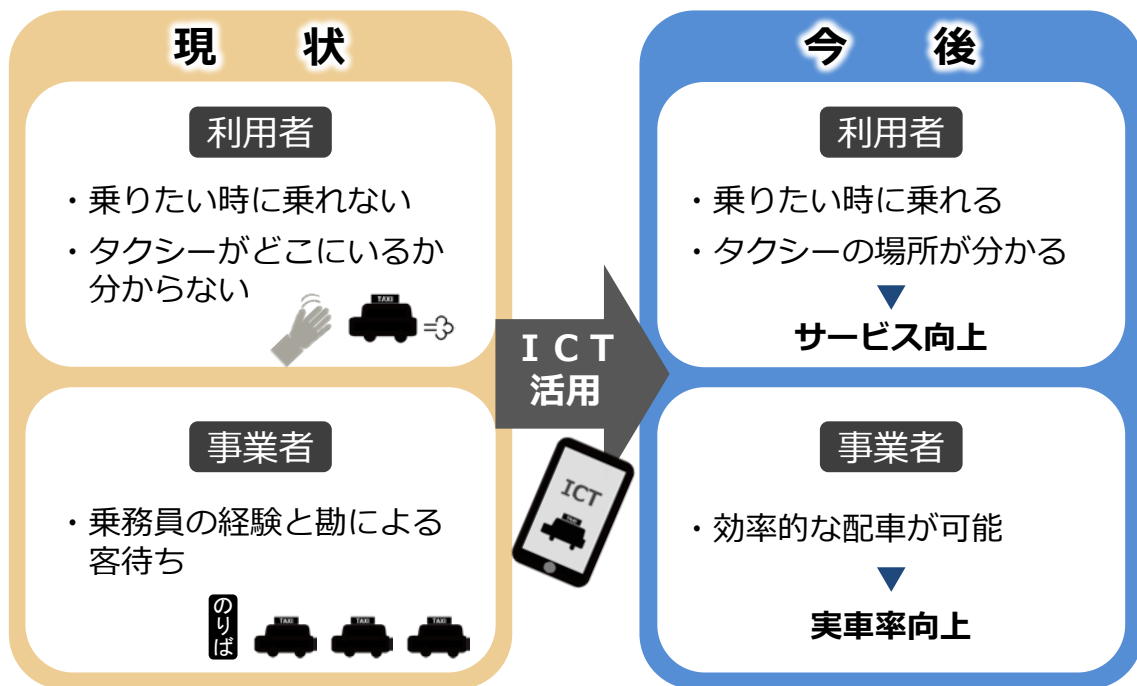 現　状
利用者
・乗りたい時に乗れない
・タクシーがどこにいるか
分からない
TAXI
事業者
・乗務員の経験と勘による
客待ち
のりば
TAXI
TAXI
TAXI
ＩＣＴ
活用
ICT
TAXI
今　後
利用者
・乗りたい時に乗れる
・タクシーの場所が分かる
サービス向上
事業者
・効率的な配車が可能
実車率向上